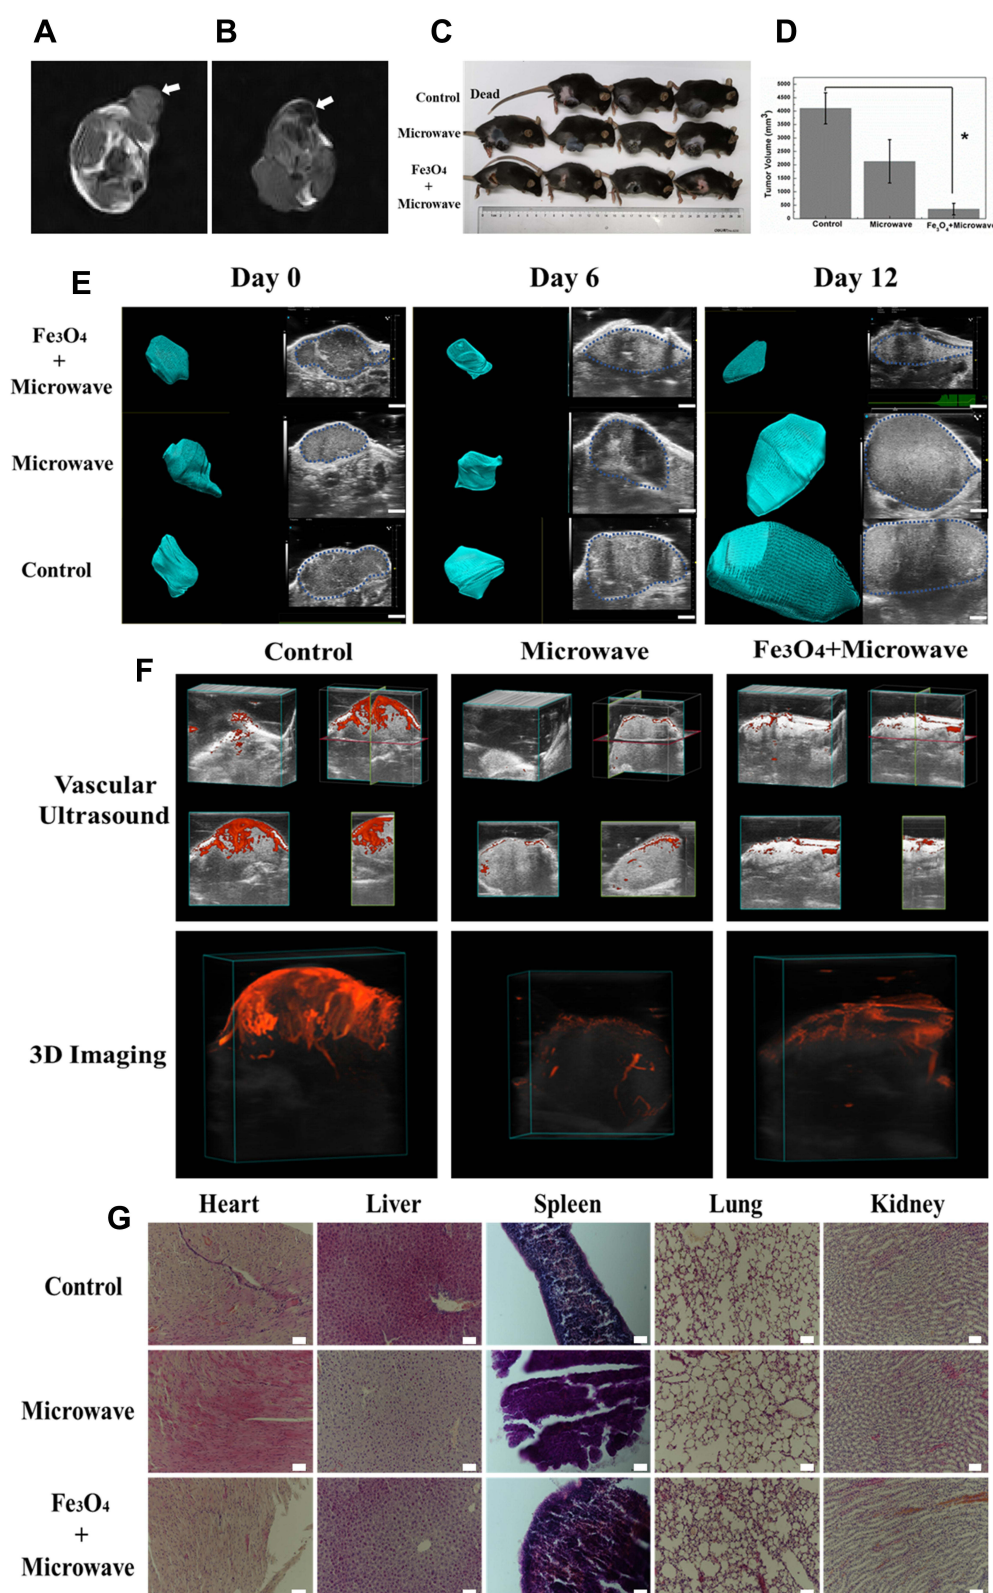 A
B
C
D
Control
Dead
Microwave
Fe3O4
+
Microwave
Tumor Volume (mm3)
5000
4500
4000
3500
3000
2500
2000
1500
1000
500
0
*
Control
Microwave
Fe3O4+Microwave
E
Day 0
Day 6
Day 12
Fe3O4
+
Microwave
Microwave
Control
F
Control
Microwave
Fe3O4+Microwave
Vascular
Ultrasound
3D Imaging
G
Heart
Liver
Spleen
Lung
Kidney
Control
Microwave
Fe3O4
+
Microwave